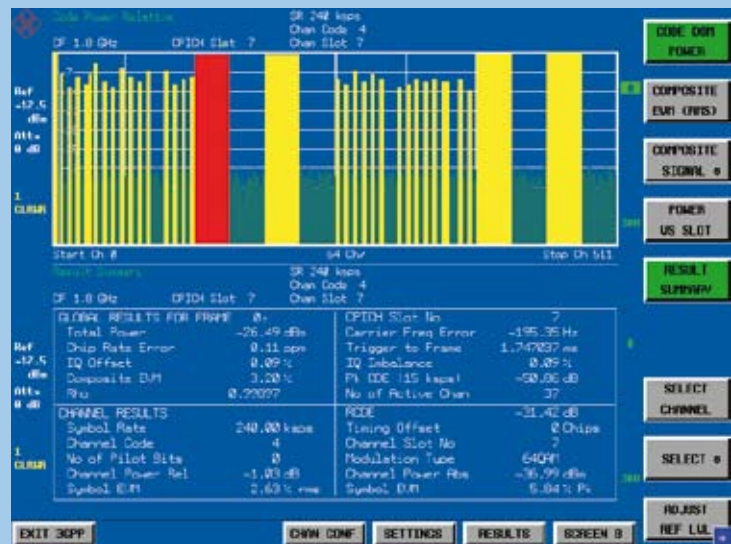 Code Power Relative
SR 240 ksps
Chan Code 4
CF 1.8 GHz CPICH Slot 7 Chan Slot 7
Ref
-12.5
dBm
Att*
0 dB
1
CLRWR
Start Ch 0 64 Ch/ Stop Ch 511
Result Summary
SR 240 ksps
Chan Code 4
CF 1.8 GHz CPICH Slot 7 Chan Slot 7
GLOBAL RESULTS FOR FRAME 0: CPICH Slot No 7
Total Power -26.49 dBm Carrier Freq Error -195.35 Hz
Chip Rate Error 0.11 ppm Trigger to Frame 1.747037 ms
IQ Offset 0.09 % IQ Imbalance 0.09 %
Composite EVM 3.20 % Pk CDE (15 ksps) -50.86 dB
Rho 0.99897 No of Active Chan 37
CHANNEL RESULTS RCDE -31.42 dB
Symbol Rate 240.00 ksps Timing Offset 0 Chips
Channel Code 4 Channel Slot No 7
No of Pilot Bits 0 Modulation Type 64QAM
Channel Power Rel -1.03 dB Channel Power Abs -36.99 dBm
Symbol EVM 2.63 % rms Symbol EVM 5.84 % Pk
Ref
-12.5
dBm
Att*
0 dB
1
CLRWR
CODE DOM
POWER
COMPOSITE
EVM (RMS)
COMPOSITE
SIGNAL
POWER
VS SLOT
RESULT
SUMMARY
SELECT
CHANNEL
SELECT
ADJUST
REF LVL
EXIT 3GPP CHAN CONF SETTINGS RESULTS SCREEN B